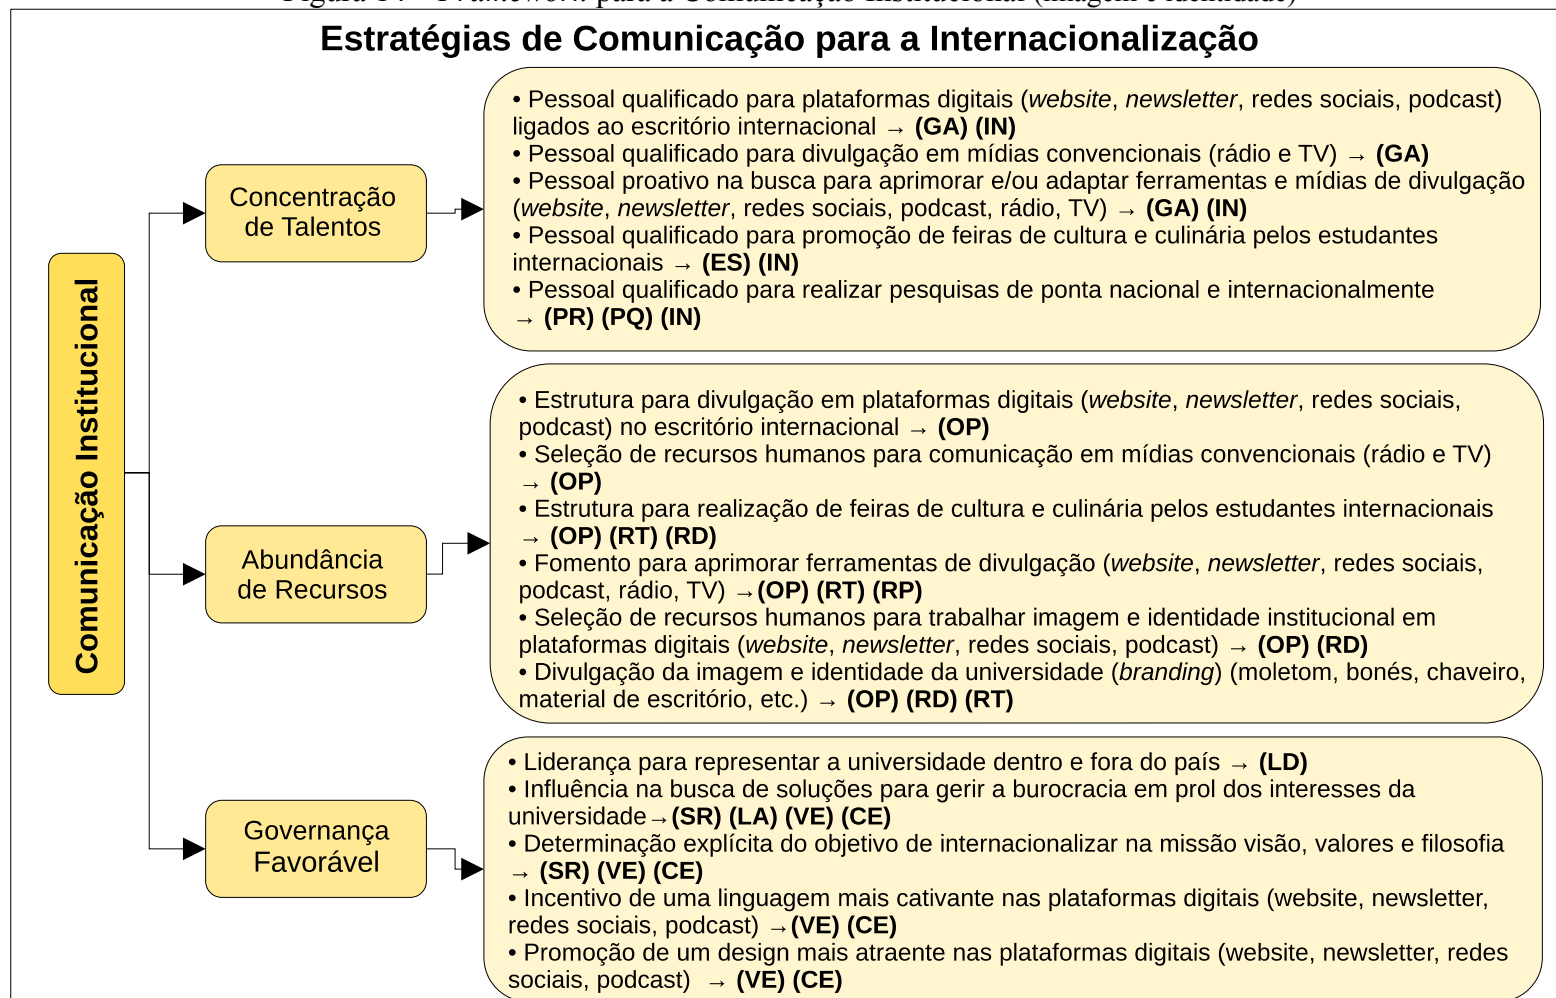 para a Comunicação Institucional (imagem e identidade)
Estratégias de Comunicação para a Internacionalização
Comunicação Institucional
Concentração
de Talentos
• Pessoal qualificado para plataformas digitais (website, newsletter, redes sociais, podcast)
ligados ao escritório internacional → (GA) (IN)
• Pessoal qualificado para divulgação em mídias convencionais (rádio e TV) → (GA)
• Pessoal proativo na busca para aprimorar e/ou adaptar ferramentas e mídias de divulgação
(website, newsletter, redes sociais, podcast, rádio, TV) → (GA) (IN)
• Pessoal qualificado para promoção de feiras de cultura e culinária pelos estudantes
internacionais → (ES) (IN)
• Pessoal qualificado para realizar pesquisas de ponta nacional e internacionalmente
→ (PR) (PQ) (IN)
Abundância
de Recursos
• Estrutura para divulgação em plataformas digitais (website, newsletter, redes sociais,
podcast) no escritório internacional → (OP)
• Seleção de recursos humanos para comunicação em mídias convencionais (rádio e TV)
→ (OP)
• Estrutura para realização de feiras de cultura e culinária pelos estudantes internacionais
→ (OP) (RT) (RD)
• Fomento para aprimorar ferramentas de divulgação (website, newsletter, redes sociais,
podcast, rádio, TV) →(OP) (RT) (RP)
• Seleção de recursos humanos para trabalhar imagem e identidade institucional em
plataformas digitais (website, newsletter, redes sociais, podcast) → (OP) (RD)
• Divulgação da imagem e identidade da universidade (branding) (moletom, bonés, chaveiro,
material de escritório, etc.) → (OP) (RD) (RT)
Governança
Favorável
• Liderança para representar a universidade dentro e fora do país → (LD)
• Influência na busca de soluções para gerir a burocracia em prol dos interesses da
universidade→(SR) (LA) (VE) (CE)
• Determinação explícita do objetivo de internacionalizar na missão visão, valores e filosofia
→ (SR) (VE) (CE)
• Incentivo de uma linguagem mais cativante nas plataformas digitais (website, newsletter,
redes sociais, podcast) →(VE) (CE)
• Promoção de um design mais atraente nas plataformas digitais (website, newsletter, redes
sociais, podcast) → (VE) (CE)